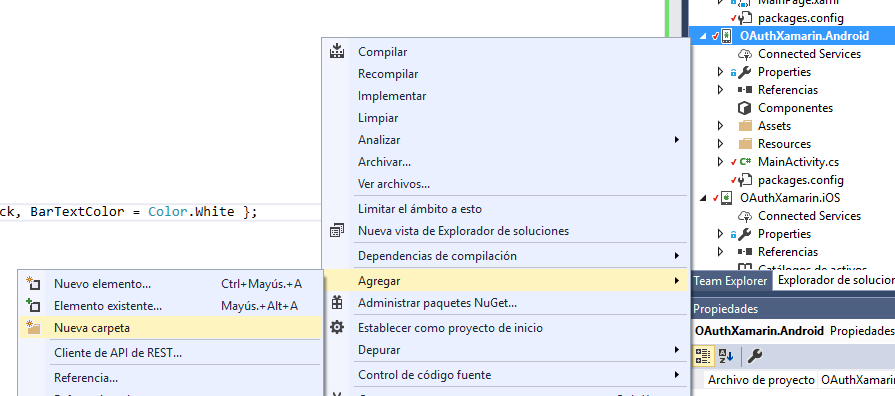 MainPage.xaml
packages.config
OAuthXamarin.Android
Connected Services
Properties
Referencias
Componentes
Assets
Resources
MainActivity.cs
packages.config
OAuthXamarin.iOS
Connected Services
Properties
Referencias
Catálogos de activos
Team Explorer
Explorador de solucion
Propiedades
OAuthXamarin.Android Propiedades
Archivo de proyecto OAuthXamarin
ck, BarTextColor = Color.White };
Compilar
Recompilar
Implementar
Limpiar
Analizar
Archivar...
Ver archivos...
Limitar el ámbito a esto
Nueva vista de Explorador de soluciones
Dependencias de compilación
Agregar
Administrar paquetes NuGet...
Establecer como proyecto de inicio
Depurar
Control de código fuente
Nuevo elemento... Ctrl+Mayús.+A
Elemento existente... Mayús.+Alt+A
Nueva carpeta
Cliente de API de REST...
Referencia...